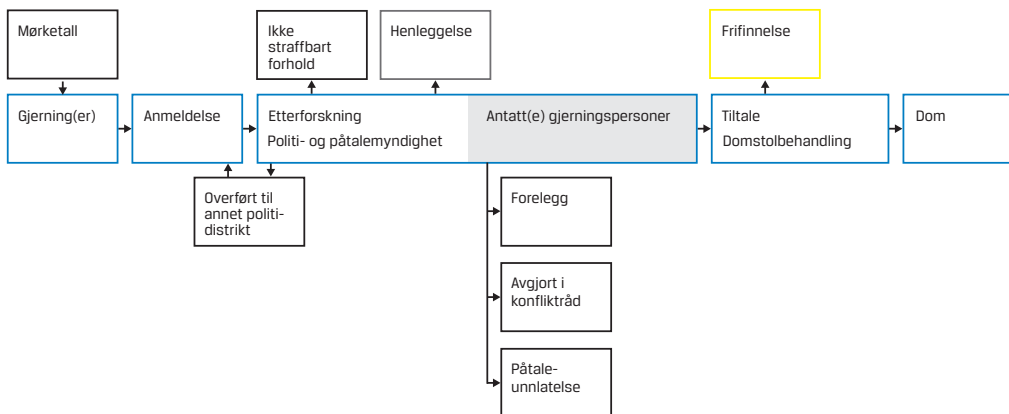 Mørketall
Ikke
straffbart
forhold
Henleggelse
Frifinnelse
Gjerning(er)
Anmeldelse
Etterforskning
Politi- og påtalemyndighet
Antatt(e) gjerningspersoner
Tiltale
Domstolbehandling
Dom
Overført til
annet politi-
distrikt
Forelegg
Avgjort i
konfliktråd
Påtale-
unnlatelse